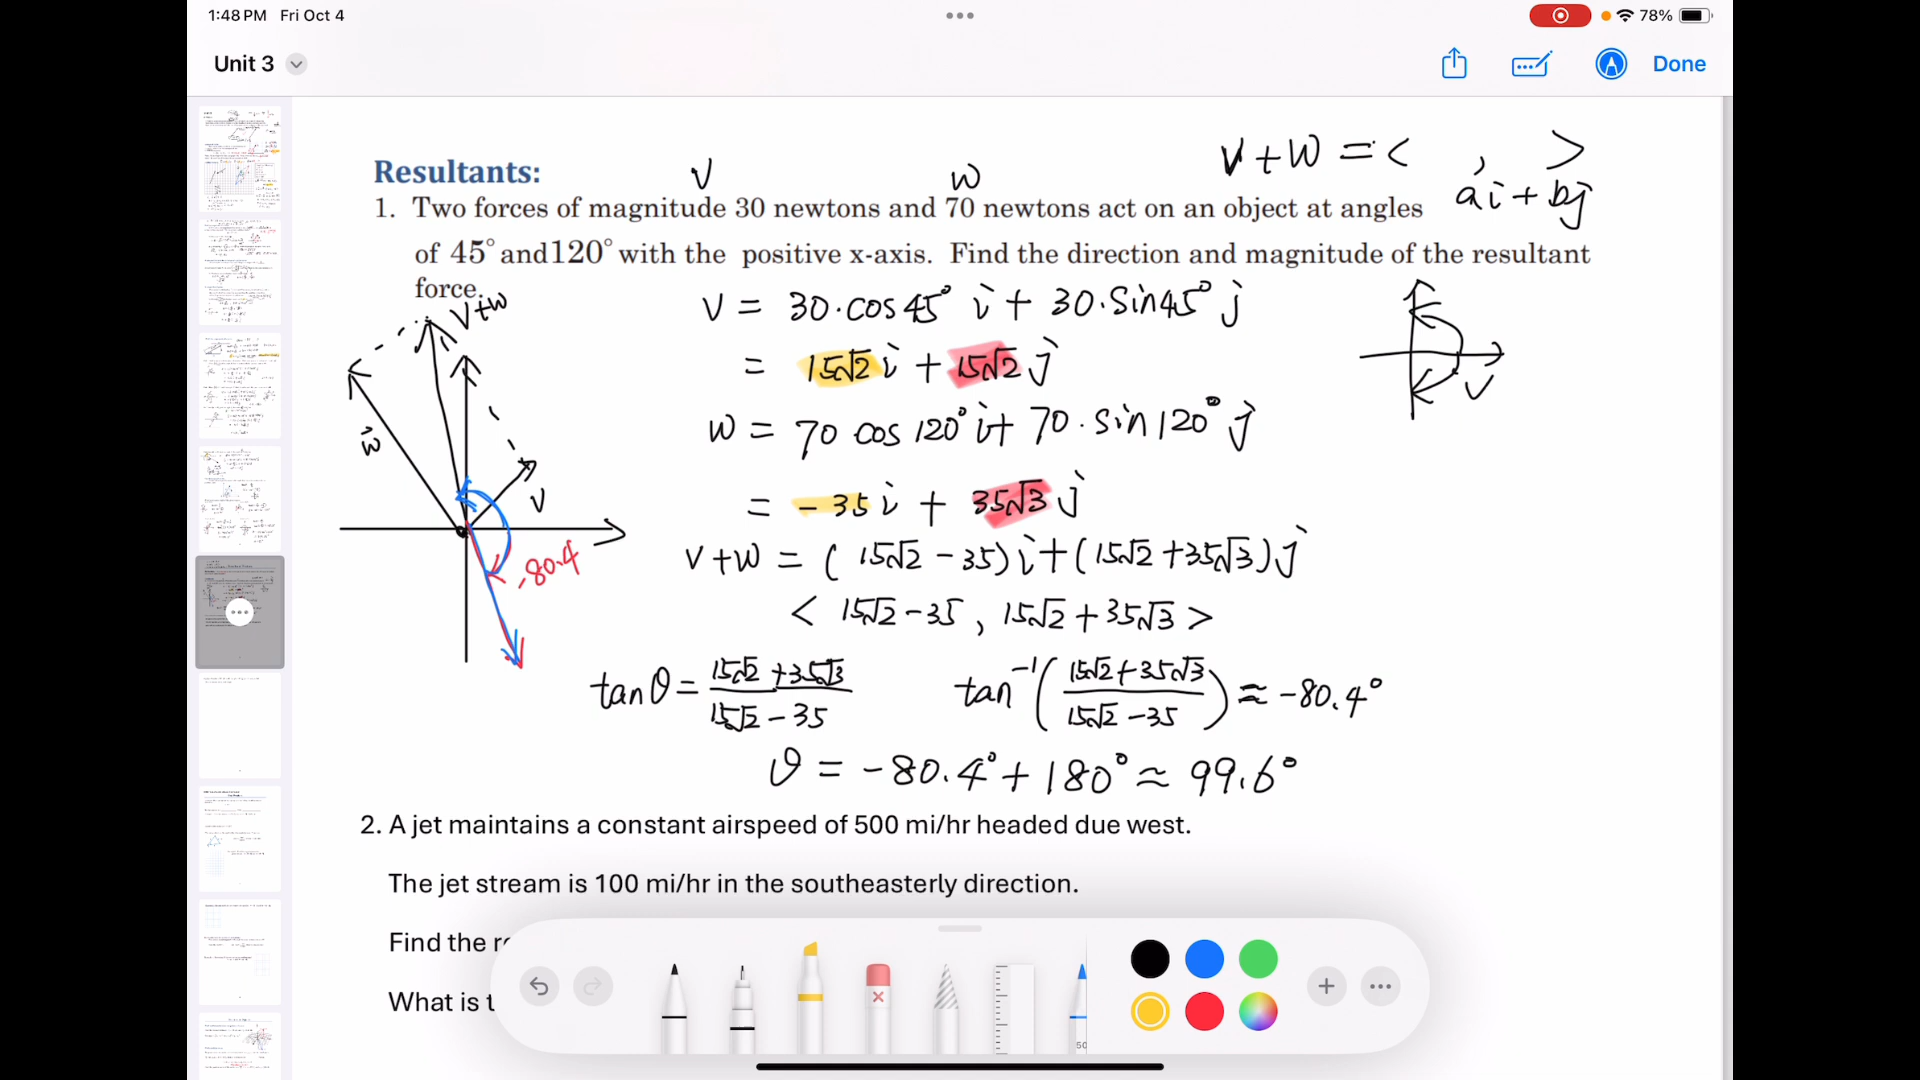 1:48 PM Fri Oct 4
78%
Unit 3
Done
V + W = < , >
ai + bj
Resultants:
V
W
1. Two forces of magnitude 30 newtons and 70 newtons act on an object at angles
of 45° and 120° with the positive x-axis. Find the direction and magnitude of the resultant
force.
V+W
W
V
-80.4
V
V = 30·cos45° i + 30·sin45° j
= 15√2 i + 15√2 j
W = 70 cos 120° i + 70·sin 120° j
= -35 i + 35√3 j
V+W = (15√2 - 35)i + (15√2 + 35√3)j
< 15√2 - 35, 15√2 + 35√3 >
tanθ = (15√2 + 35√3)/(15√2 - 35) tan⁻¹((15√2 + 35√3)/(15√2 - 35)) ≈ -80.4°
θ = -80.4° + 180° ≈ 99.6°
2. A jet maintains a constant airspeed of 500 mi/hr headed due west.
The jet stream is 100 mi/hr in the southeasterly direction.
Find the
What is
50